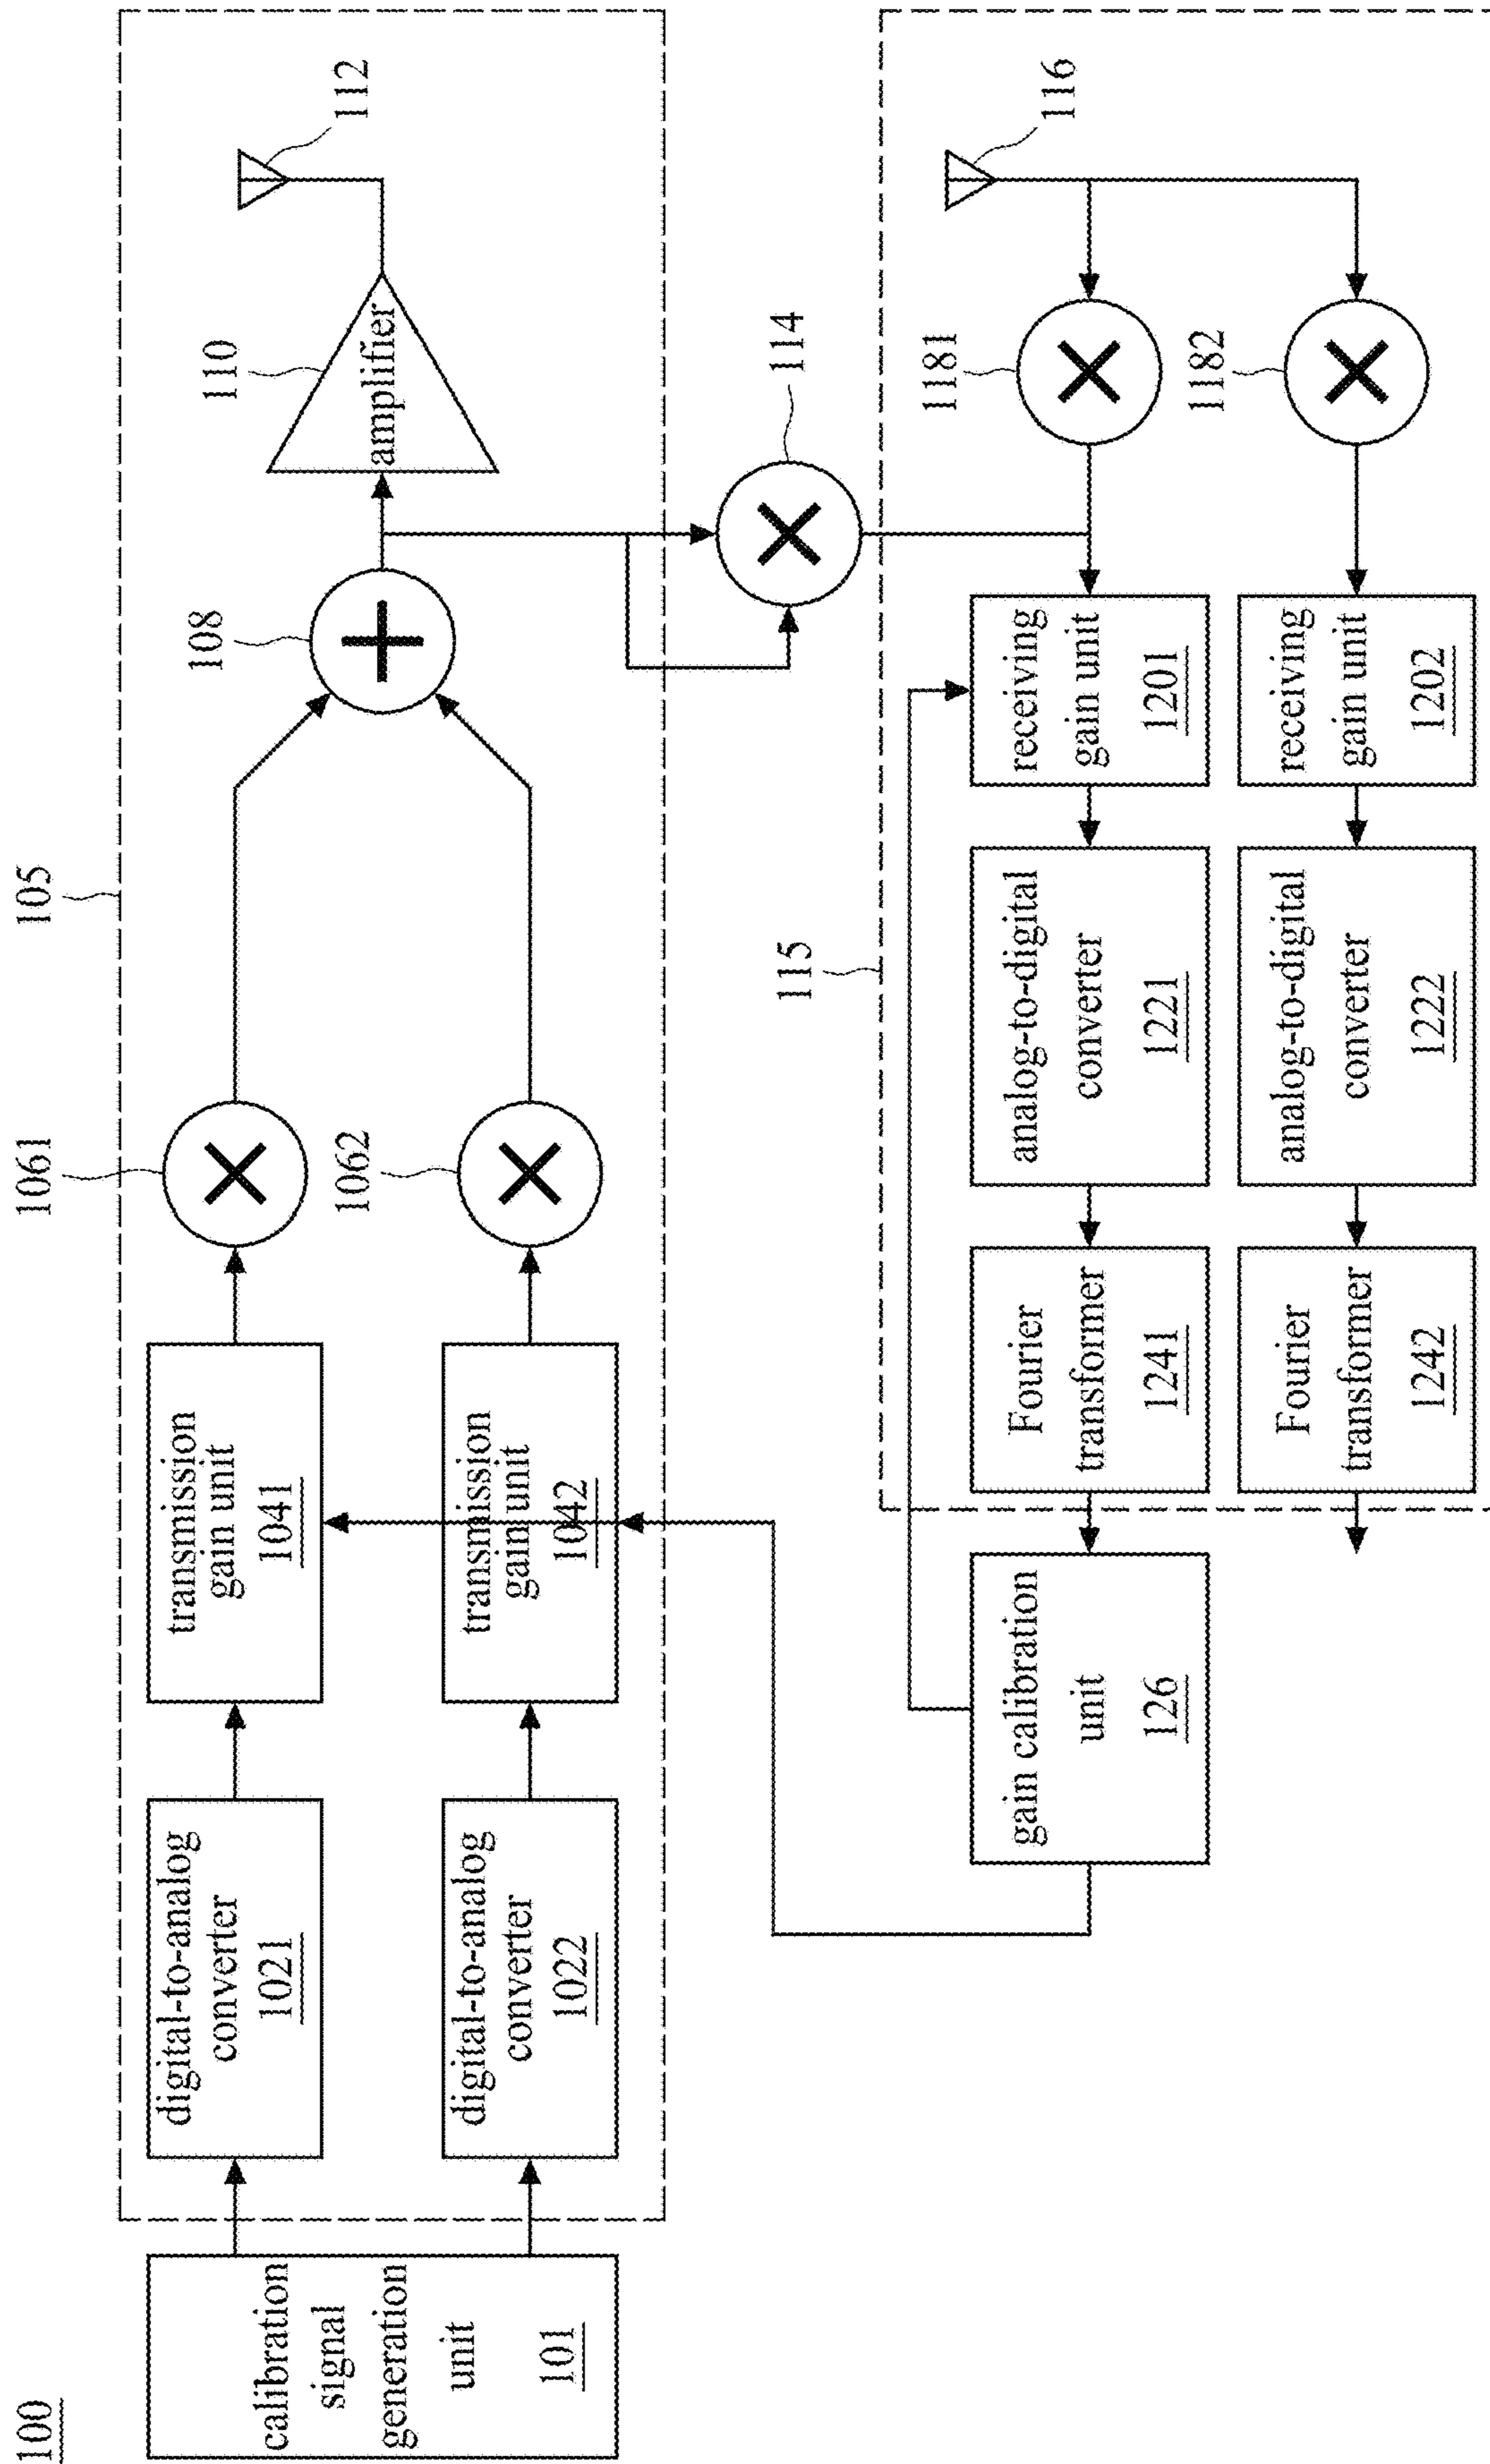 100
calibration
signal
generation
unit
101
105
digital-to-analog
converter
1021
transmission
gain unit
1041
1061
digital-to-analog
converter
1022
transmission
gain unit
1042
1062
108
110
amplifier
112
114
115
116
1181
1182
receiving
gain unit
1201
receiving
gain unit
1202
analog-to-digital
converter
1221
analog-to-digital
converter
1222
Fourier
transformer
1241
Fourier
transformer
1242
gain calibration
unit
126